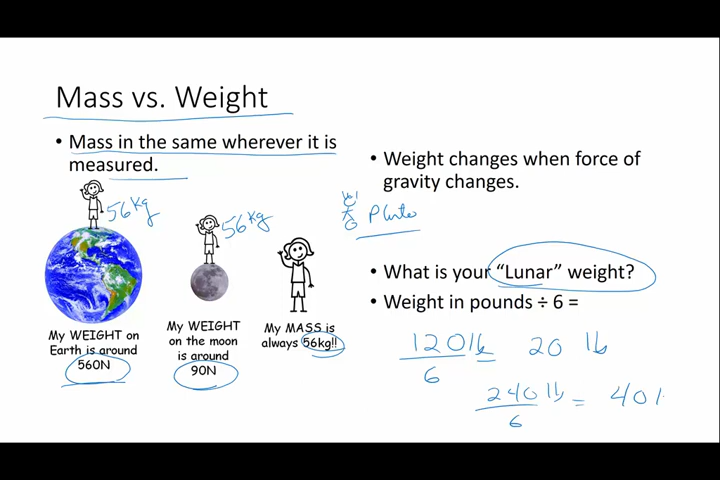 Mass vs. Weight
• Mass in the same wherever it is
measured.
56kg
56kg
My WEIGHT on
Earth is around
560N
My WEIGHT
on the moon
is around
90N
My MASS is
always 56kg!!
• Weight changes when force of
gravity changes.
Pluto
• What is your “Lunar” weight?
• Weight in pounds ÷ 6 =
120lb
6
20 lb
240lb = 40
6